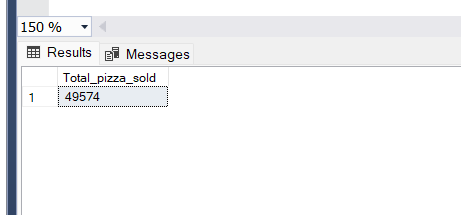 150 %
Results Messages
Total_pizza_sold
1 49574